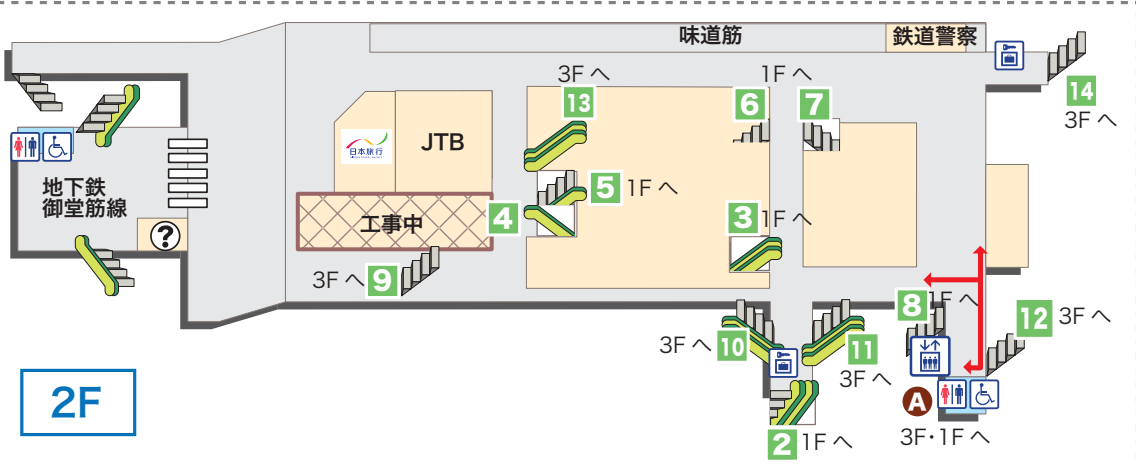 味道筋
鉄道警察
3F へ
13
1F へ
6
7
14
3F へ
日本旅行
JTB
地下鉄
御堂筋線
?
工事中
4
5
1F へ
3
1F へ
3F へ
9
8
1F へ
12
3F へ
3F へ
10
11
3F へ
A
3F・1F へ
2F
2
1F へ